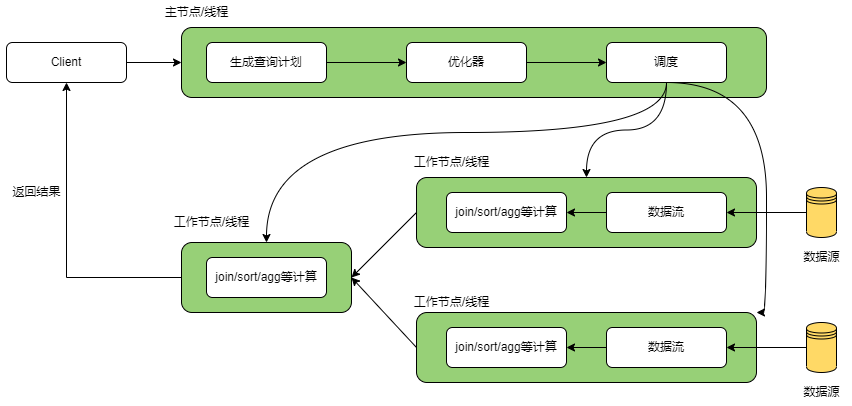 主节点/线程
Client
生成查询计划
优化器
调度
工作节点/线程
join/sort/agg等计算
数据流
数据源
返回结果
工作节点/线程
join/sort/agg等计算
工作节点/线程
join/sort/agg等计算
数据流
数据源